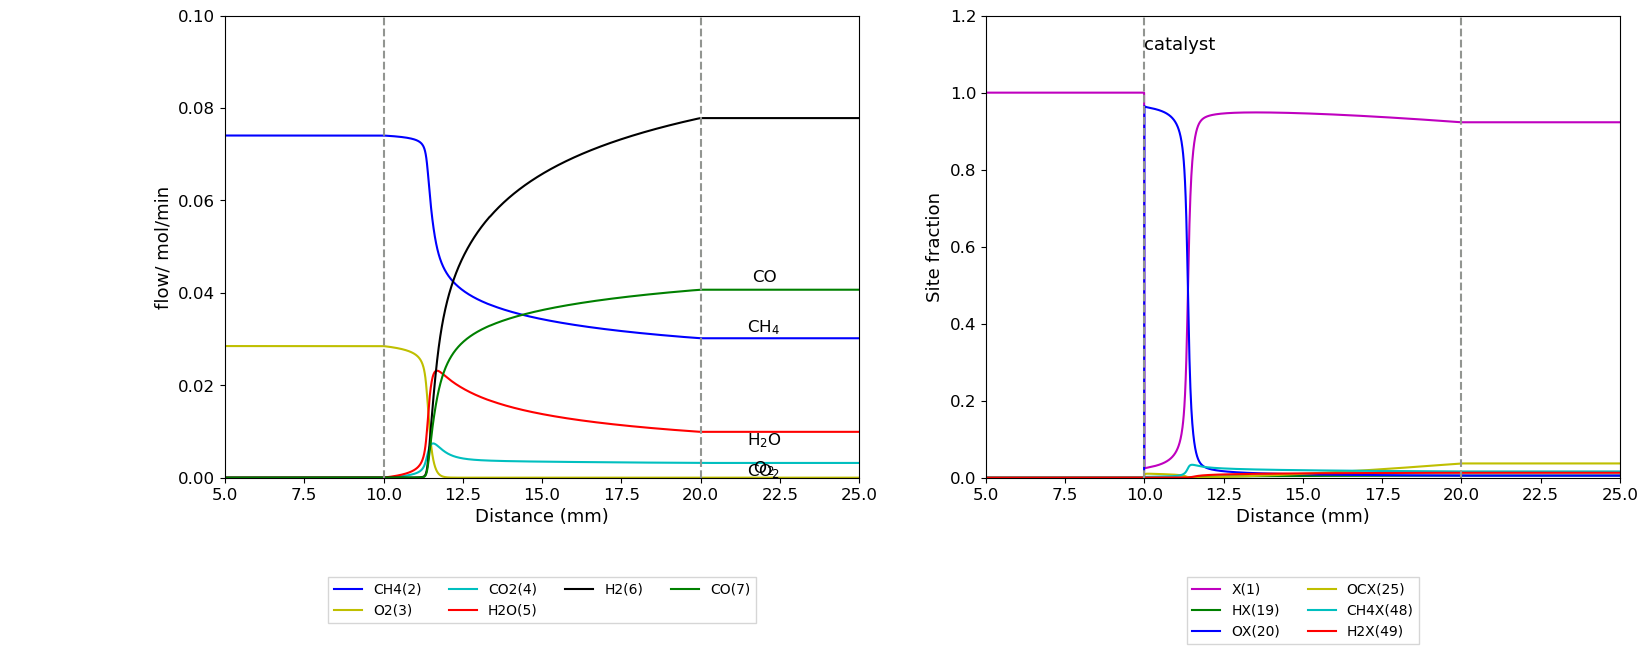 0.10
0.08
0.06
0.04
0.02
0.00
flow/ mol/min
CO
CH₄
H₂O
O₂
CO₂
5.0 7.5 10.0 12.5 15.0 17.5 20.0 22.5 25.0
Distance (mm)
CH4(2) CO2(4) H2(6) CO(7)
O2(3) H2O(5)
1.2
1.0
0.8
0.6
0.4
0.2
0.0
Site fraction
catalyst
5.0 7.5 10.0 12.5 15.0 17.5 20.0 22.5 25.0
Distance (mm)
X(1) OCX(25)
HX(19) CH4X(48)
OX(20) H2X(49)